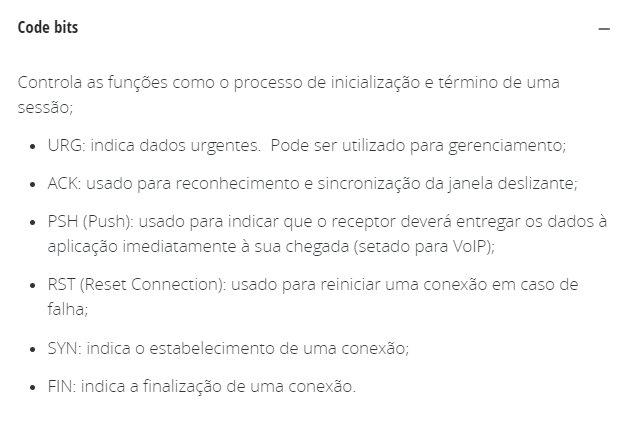 Code bits
Controla as funções como o processo de inicialização e término de uma
sessão;
• URG: indica dados urgentes.  Pode ser utilizado para gerenciamento;
• ACK: usado para reconhecimento e sincronização da janela deslizante;
• PSH (Push): usado para indicar que o receptor deverá entregar os dados à
aplicação imediatamente à sua chegada (setado para VoIP);
• RST (Reset Connection): usado para reiniciar uma conexão em caso de
falha;
• SYN: indica o estabelecimento de uma conexão;
• FIN: indica a finalização de uma conexão.